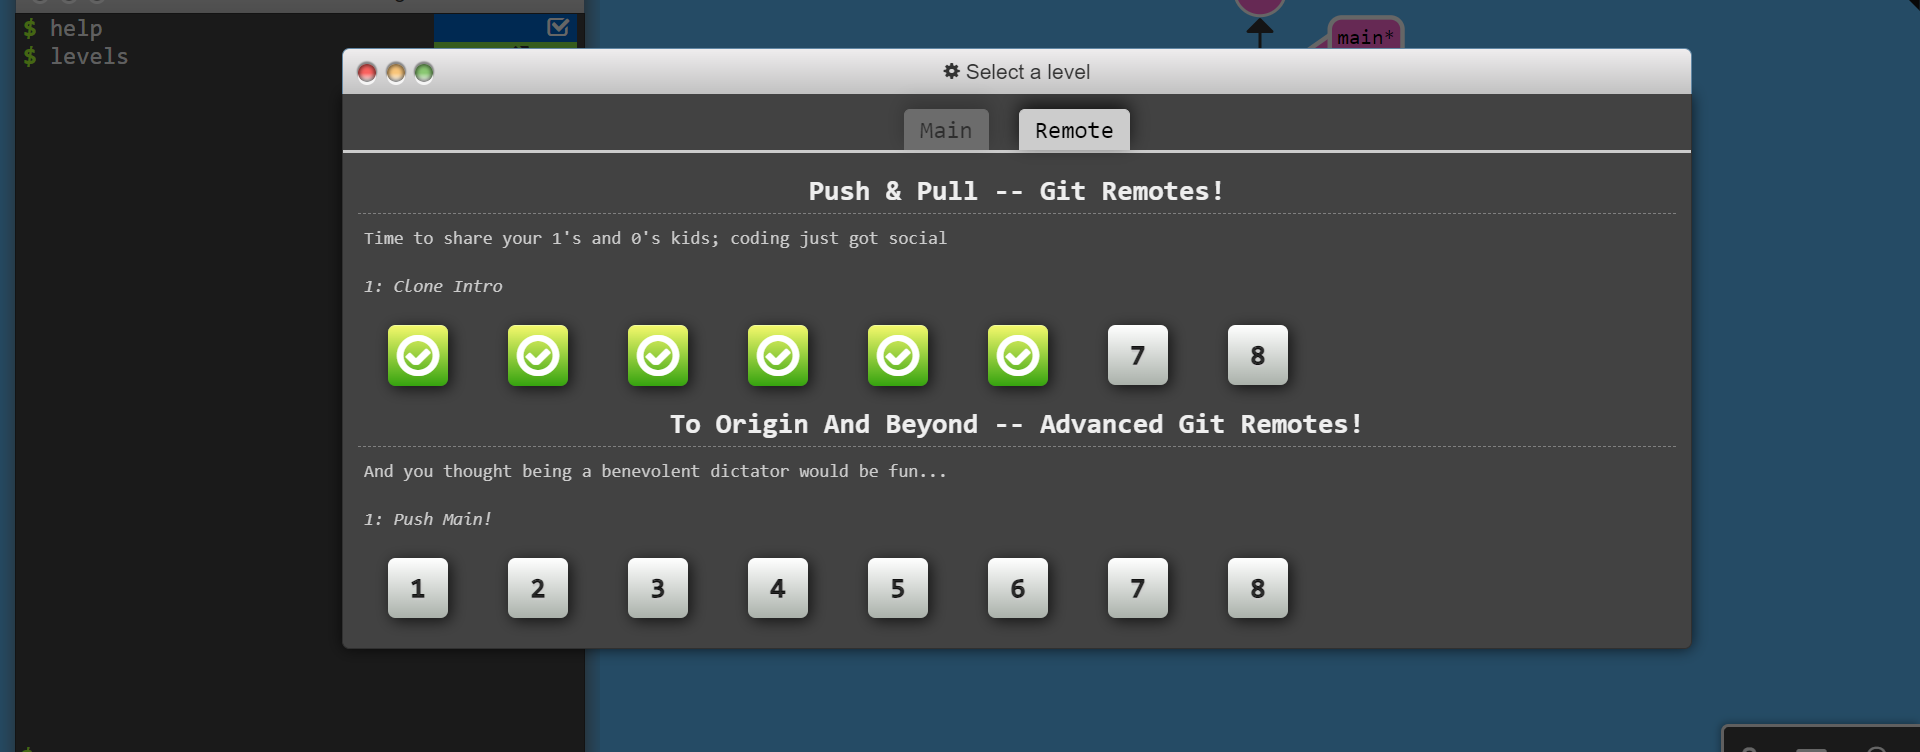 $ help
$ levels
main*
Select a level
Main Remote
Push & Pull -- Git Remotes!
Time to share your 1's and 0's kids; coding just got social
1: Clone Intro
7 8
To Origin And Beyond -- Advanced Git Remotes!
And you thought being a benevolent dictator would be fun...
1: Push Main!
1 2 3 4 5 6 7 8